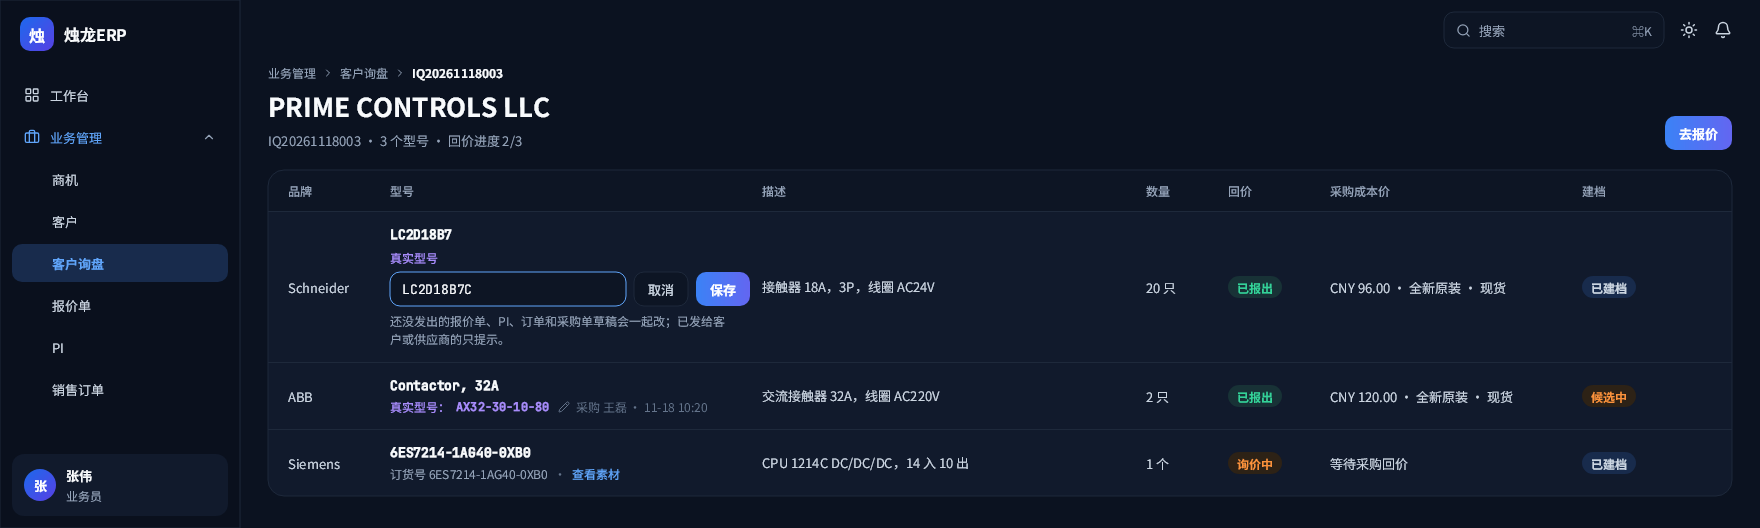 烛 烛龙ERP
搜索 ⌘K
工作台
业务管理
商机
客户
客户询盘
报价单
PI
销售订单
张 张伟
业务员
业务管理 > 客户询盘 > IQ20261118003
PRIME CONTROLS LLC
IQ20261118003 • 3 个型号 • 回价进度 2/3
去报价
品牌 型号 描述 数量 回价 采购成本价 建档
LC2D18B7
真实型号
Schneider LC2D18B7C 取消 保存 接触器 18A，3P，线圈 AC24V 20 只 已报出 CNY 96.00 • 全新原装 • 现货 已建档
还没发出的报价单、PI、订单和采购单草稿会一起改；已发给客
户或供应商的只提示。
Contactor, 32A
ABB 交流接触器 32A，线圈 AC220V 2 只 已报出 CNY 120.00 • 全新原装 • 现货 候选中
真实型号： AX32-30-10-80 采购 王磊 • 11-18 10:20
6ES7214-1AG40-0XB0
Siemens CPU 1214C DC/DC/DC，14 入 10 出 1 个 询价中 等待采购回价 已建档
订货号 6ES7214-1AG40-0XB0 • 查看素材